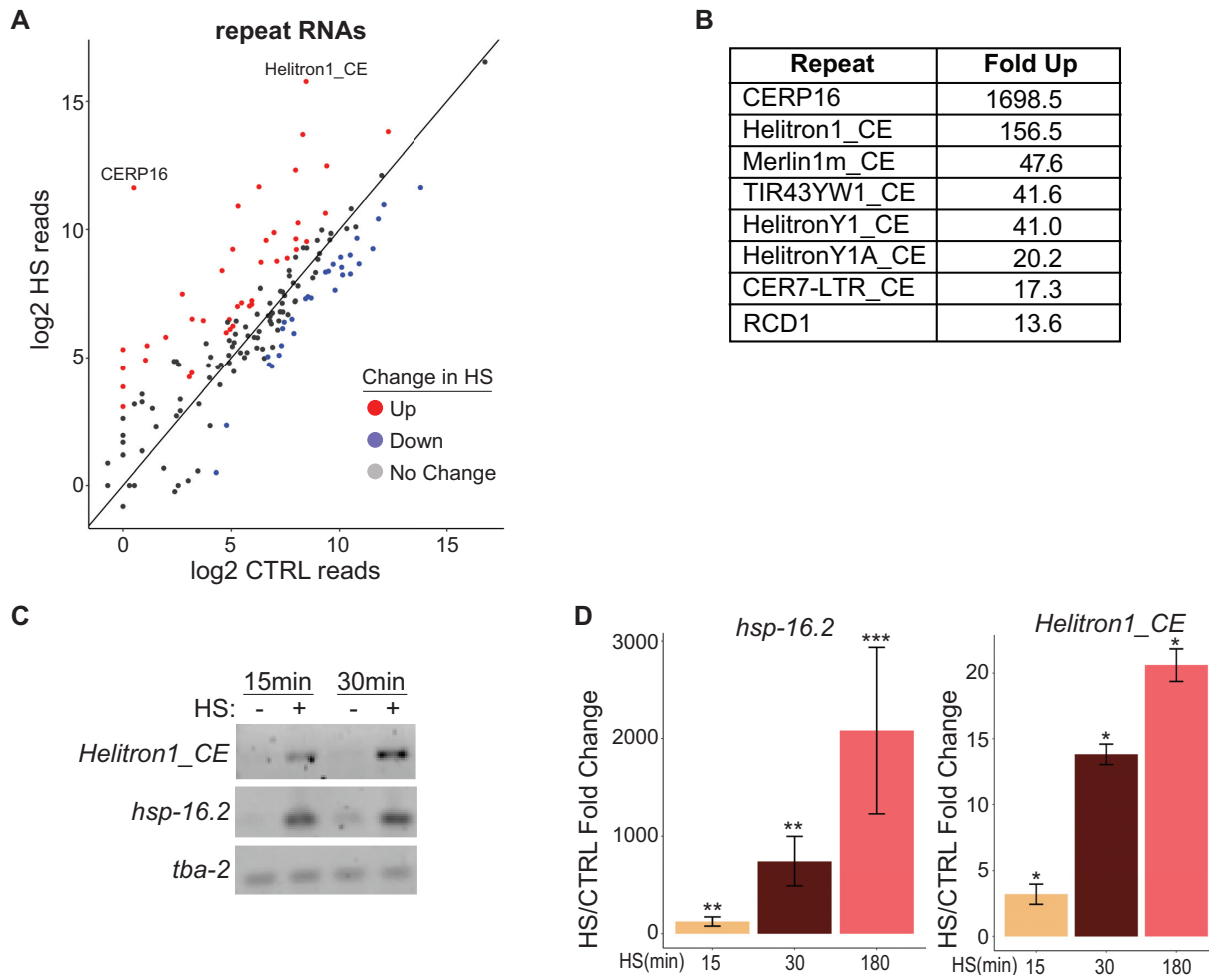 A
repeat RNAs
Helitron1_CE
CERP16
15
10
5
0
log2 HS reads
0 5 10 15
log2 CTRL reads
Change in HS
Up
Down
No Change
B
Repeat Fold Up
CERP16 1698.5
Helitron1_CE 156.5
Merlin1m_CE 47.6
TIR43YW1_CE 41.6
HelitronY1_CE 41.0
HelitronY1A_CE 20.2
CER7-LTR_CE 17.3
RCD1 13.6
C
15min 30min
HS: - + - +
Helitron1_CE
hsp-16.2
tba-2
D
hsp-16.2
HS/CTRL Fold Change
3000
2000
1000
0
** ** ***
HS(min) 15 30 180
Helitron1_CE
HS/CTRL Fold Change
20
15
10
5
0
* * *
HS(min) 15 30 180